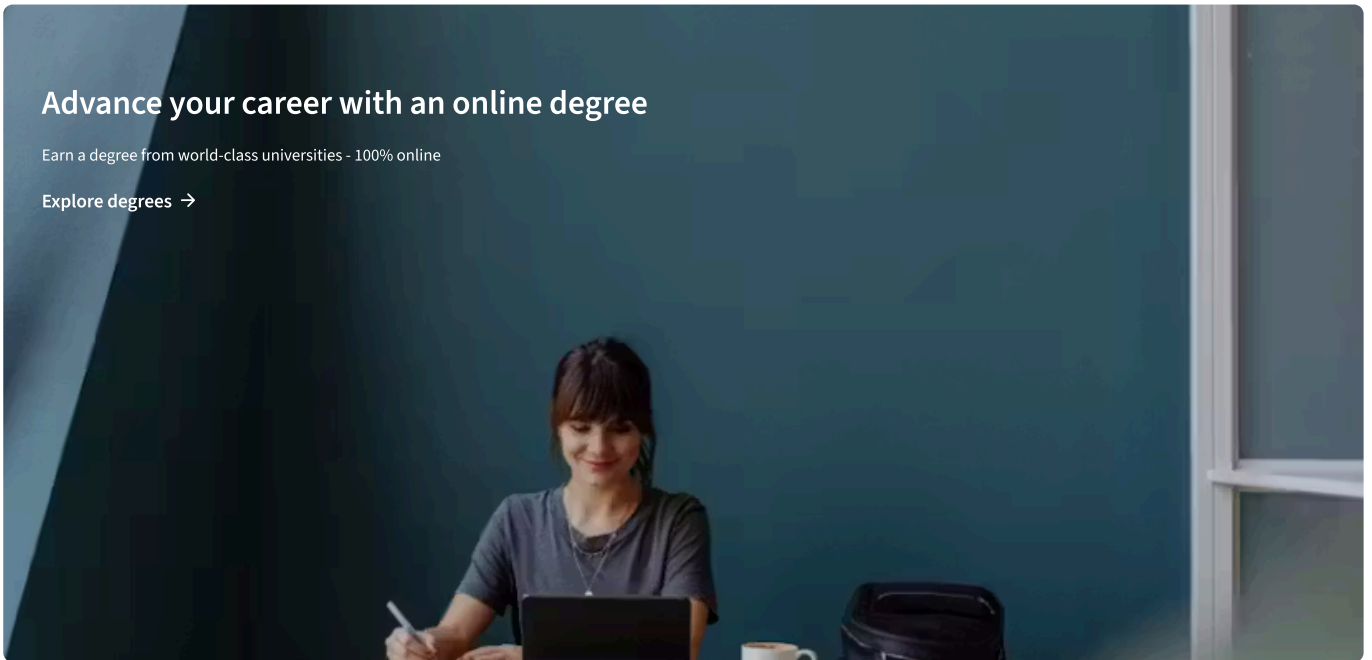 Advance your career with an online degree
Earn a degree from world-class universities - 100% online
Explore degrees →